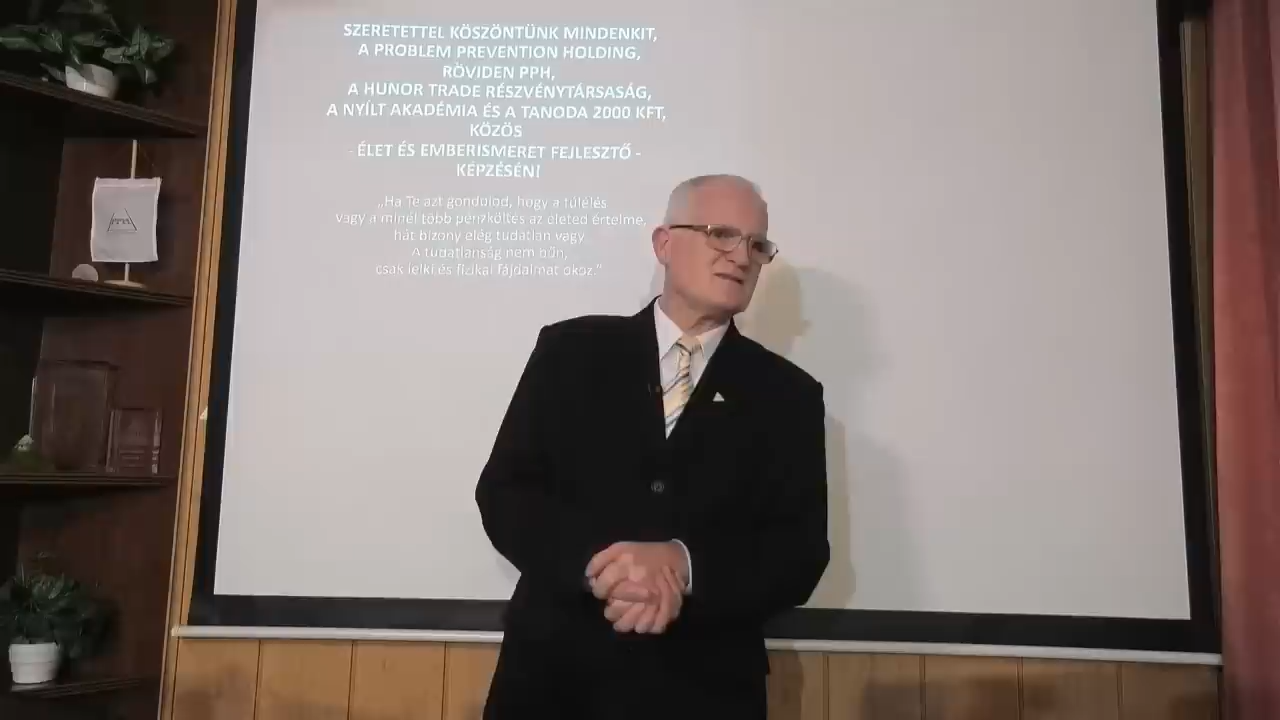 SZERETETTEL KÖSZÖNTÜNK MINDENKIT,
A PROBLEM PREVENTION HOLDING,
RÖVIDEN PPH,
A HUNOR TRADE RÉSZVÉNYTÁRSASÁG,
A NYÍLT AKADÉMIA ÉS A TANODA 2000 KFT,
KÖZÖS
- ÉLET ÉS EMBERISMERET FEJLESZTŐ -
KÉPZÉSÉN!
„Ha Te azt gondolod, hogy a túlélés
vagy a minél több pénzköltés az életed értelme,
hát bizony elég tudatlan vagy.
A tudatlanság nem bűn,
csak lelki és fizikai fájdalmat okoz.”